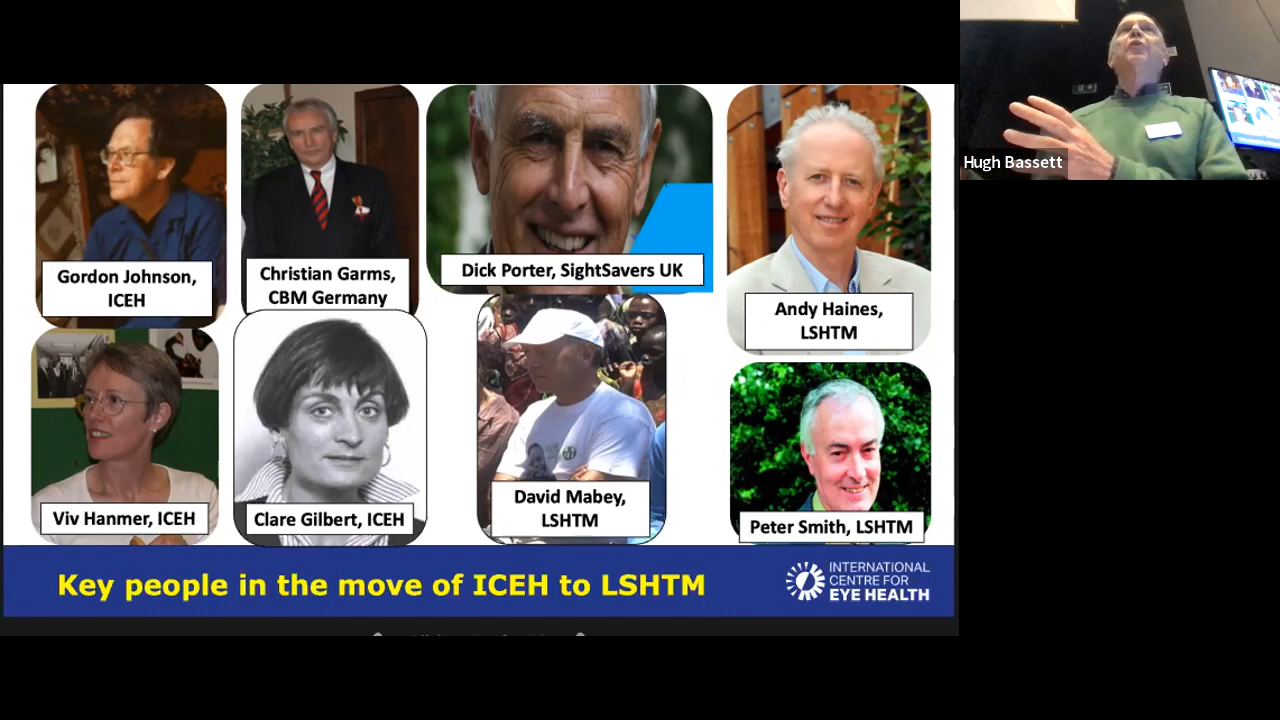 Hugh Bassett
Gordon Johnson,
ICEH
Christian Garms,
CBM Germany
Dick Porter, SightSavers UK
Andy Haines,
LSHTM
Viv Hanmer, ICEH
Clare Gilbert, ICEH
David Mabey,
LSHTM
Peter Smith, LSHTM
Key people in the move of ICEH to LSHTM
INTERNATIONAL
CENTRE FOR
EYE HEALTH